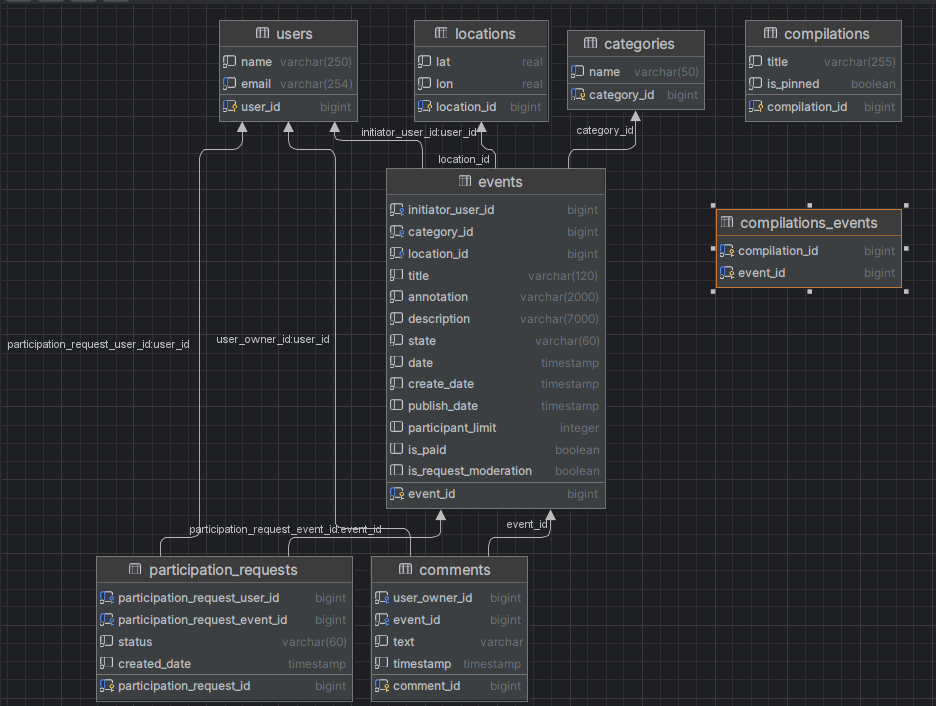 users
name varchar(250)
email varchar(254)
user_id bigint
locations
lat real
lon real
location_id bigint
categories
name varchar(50)
category_id bigint
compilations
title varchar(255)
is_pinned boolean
compilation_id bigint
initiator_user_id:user_id
category_id
location_id
events
initiator_user_id bigint
category_id bigint
location_id bigint
title varchar(120)
annotation varchar(2000)
description varchar(7000)
state varchar(60)
date timestamp
create_date timestamp
publish_date timestamp
participant_limit integer
is_paid boolean
is_request_moderation boolean
event_id bigint
compilations_events
compilation_id bigint
event_id bigint
participation_request_user_id:user_id
user_owner_id:user_id
participation_request_event_id:event_id
event_id
participation_requests
participation_request_user_id bigint
participation_request_event_id bigint
status varchar(60)
created_date timestamp
participation_request_id bigint
comments
user_owner_id bigint
event_id bigint
text varchar
timestamp timestamp
comment_id bigint